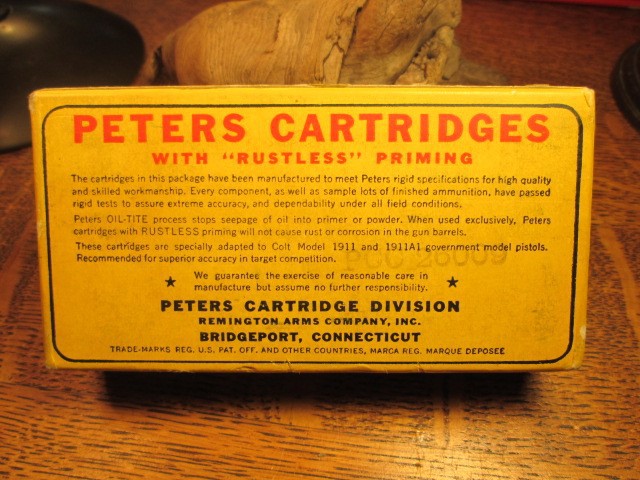 PETERS CARTRIDGES
WITH "RUSTLESS" PRIMING
The cartridges in this package have been manufactured to meet Peters rigid specifications for high quality
and skilled workmanship. Every component, as well as sample lots of finished ammunition, have passed
rigid tests to assure extreme accuracy, and dependability under all field conditions.
Peters OIL-TITE process stops seepage of oil into primer or powder. When used exclusively, Peters
cartridges with RUSTLESS priming will not cause rust or corrosion in the gun barrels.
These cartridges are specially adapted to Colt Model 1911 and 1911A1 government model pistols.
Recommended for superior accuracy in target competition.
PCC 26009
★ We guarantee the exercise of reasonable care in
manufacture but assume no further responsibility. ★
PETERS CARTRIDGE DIVISION
REMINGTON ARMS COMPANY, INC.
BRIDGEPORT, CONNECTICUT
TRADE-MARKS REG. U.S. PAT. OFF. AND OTHER COUNTRIES, MARCA REG. MARQUE DEPOSEE